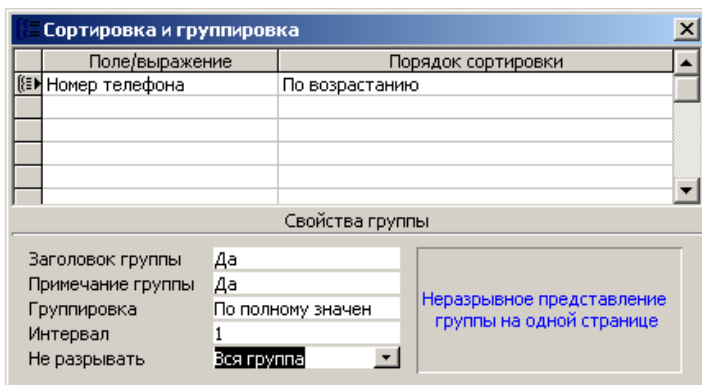 Сортировка и группировка
Поле/выражение Порядок сортировки
Номер телефона По возрастанию
Свойства группы
Заголовок группы Да
Примечание группы Да
Группировка По полному значен
Интервал 1
Не разрывать Вся группа
Неразрывное представление
группы на одной странице